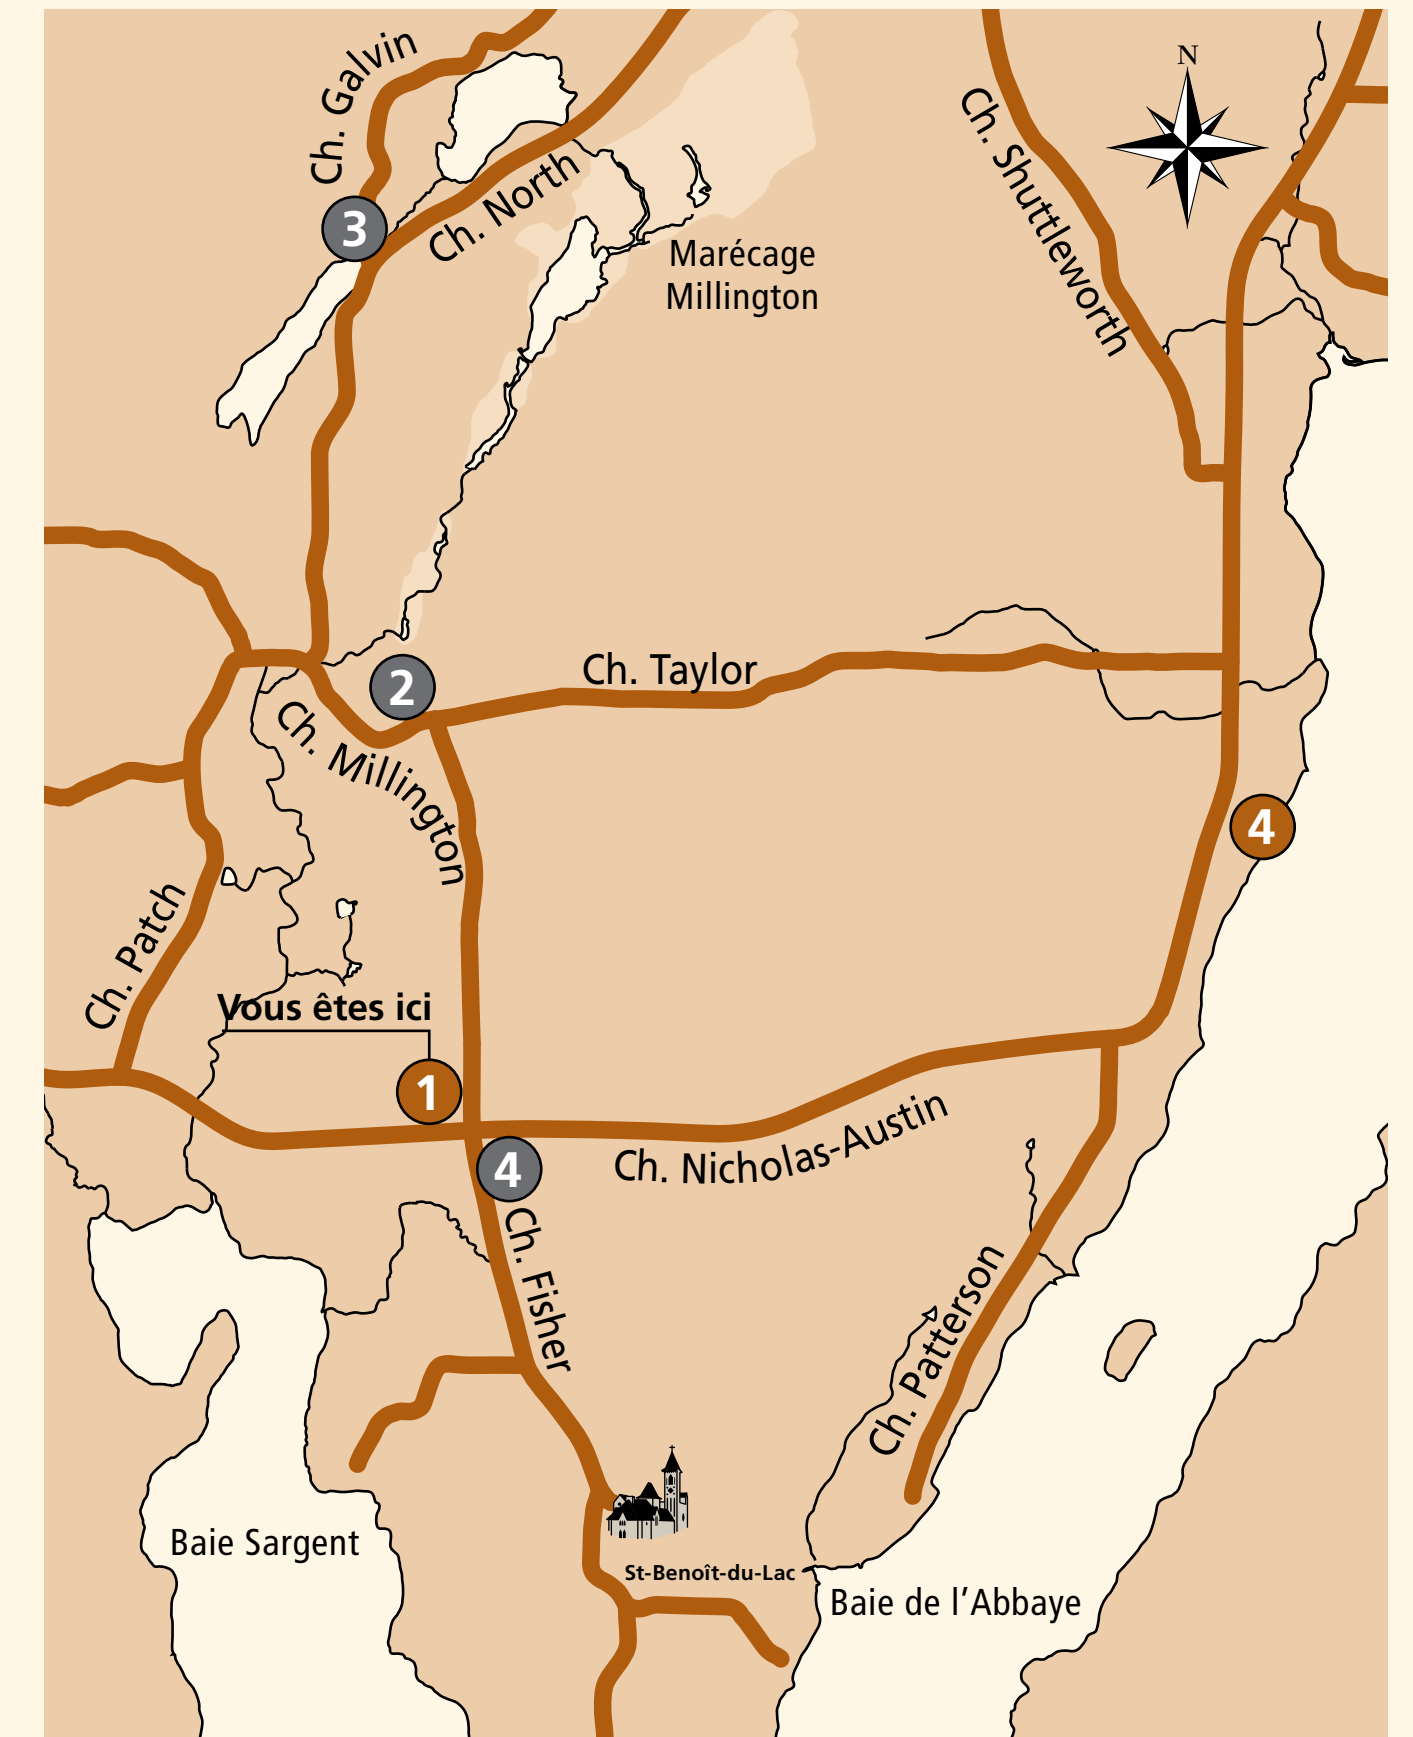 Ch. Galvin
N
Ch. Shuttleworth
3
Ch. North
Marécage
Millington
2
Ch. Taylor
Ch. Millington
4
Ch. Patch
Vous êtes ici
1
Ch. Nicholas-Austin
4
Ch. Fisher
Ch. Patterson
Baie Sargent
St-Benoît-du-Lac
Baie de l’Abbaye